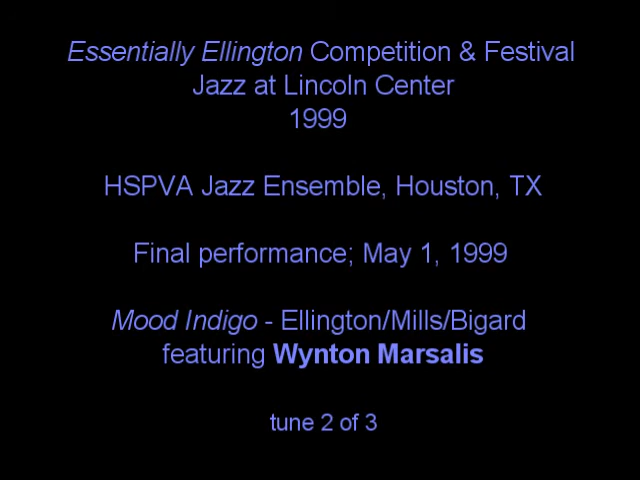 Essentially Ellington Competition & Festival
Jazz at Lincoln Center
1999
HSPVA Jazz Ensemble, Houston, TX
Final performance; May 1, 1999
Mood Indigo - Ellington/Mills/Bigard
featuring Wynton Marsalis
tune 2 of 3